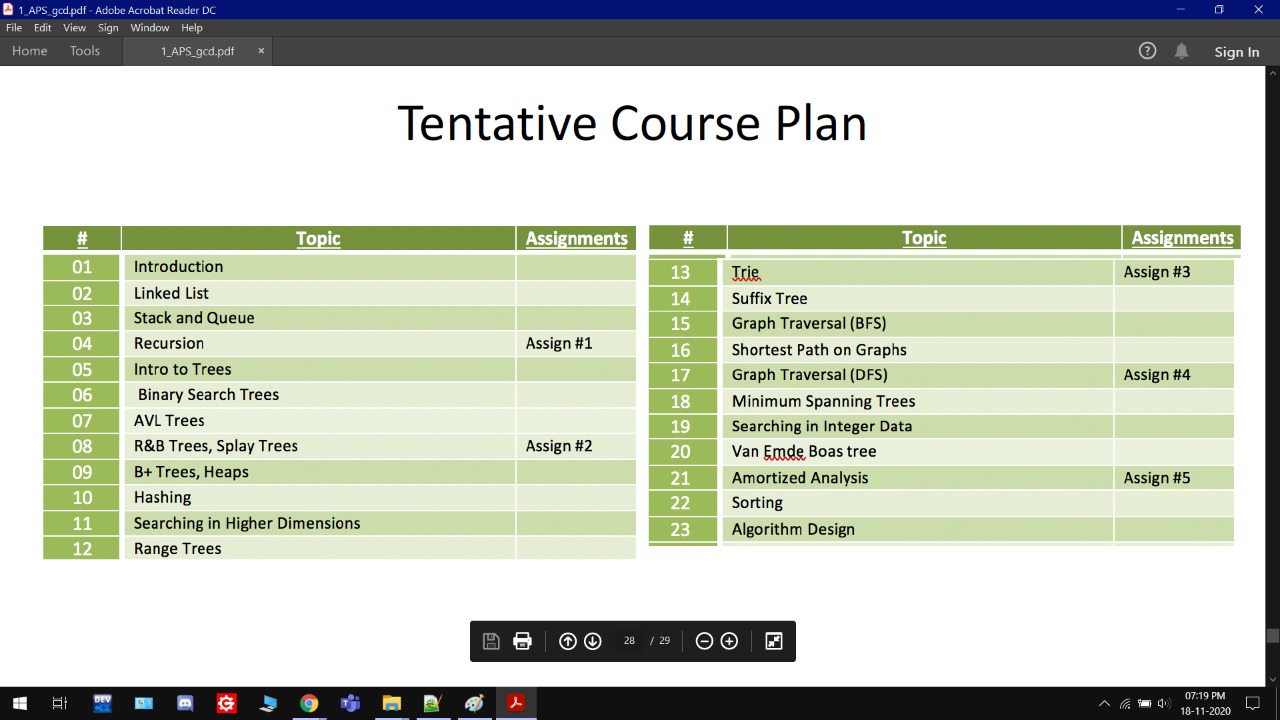 1_APS_gcd.pdf - Adobe Acrobat Reader DC
File Edit View Sign Window Help
Home Tools 1_APS_gcd.pdf × Sign In
Tentative Course Plan
# Topic Assignments
01 Introduction
02 Linked List
03 Stack and Queue
04 Recursion Assign #1
05 Intro to Trees
06 Binary Search Trees
07 AVL Trees
08 R&B Trees, Splay Trees Assign #2
09 B+ Trees, Heaps
10 Hashing
11 Searching in Higher Dimensions
12 Range Trees
# Topic Assignments
13 Trie Assign #3
14 Suffix Tree
15 Graph Traversal (BFS)
16 Shortest Path on Graphs
17 Graph Traversal (DFS) Assign #4
18 Minimum Spanning Trees
19 Searching in Integer Data
20 Van Emde Boas tree
21 Amortized Analysis Assign #5
22 Sorting
23 Algorithm Design
28 / 29
DEV
07:19 PM
18-11-2020